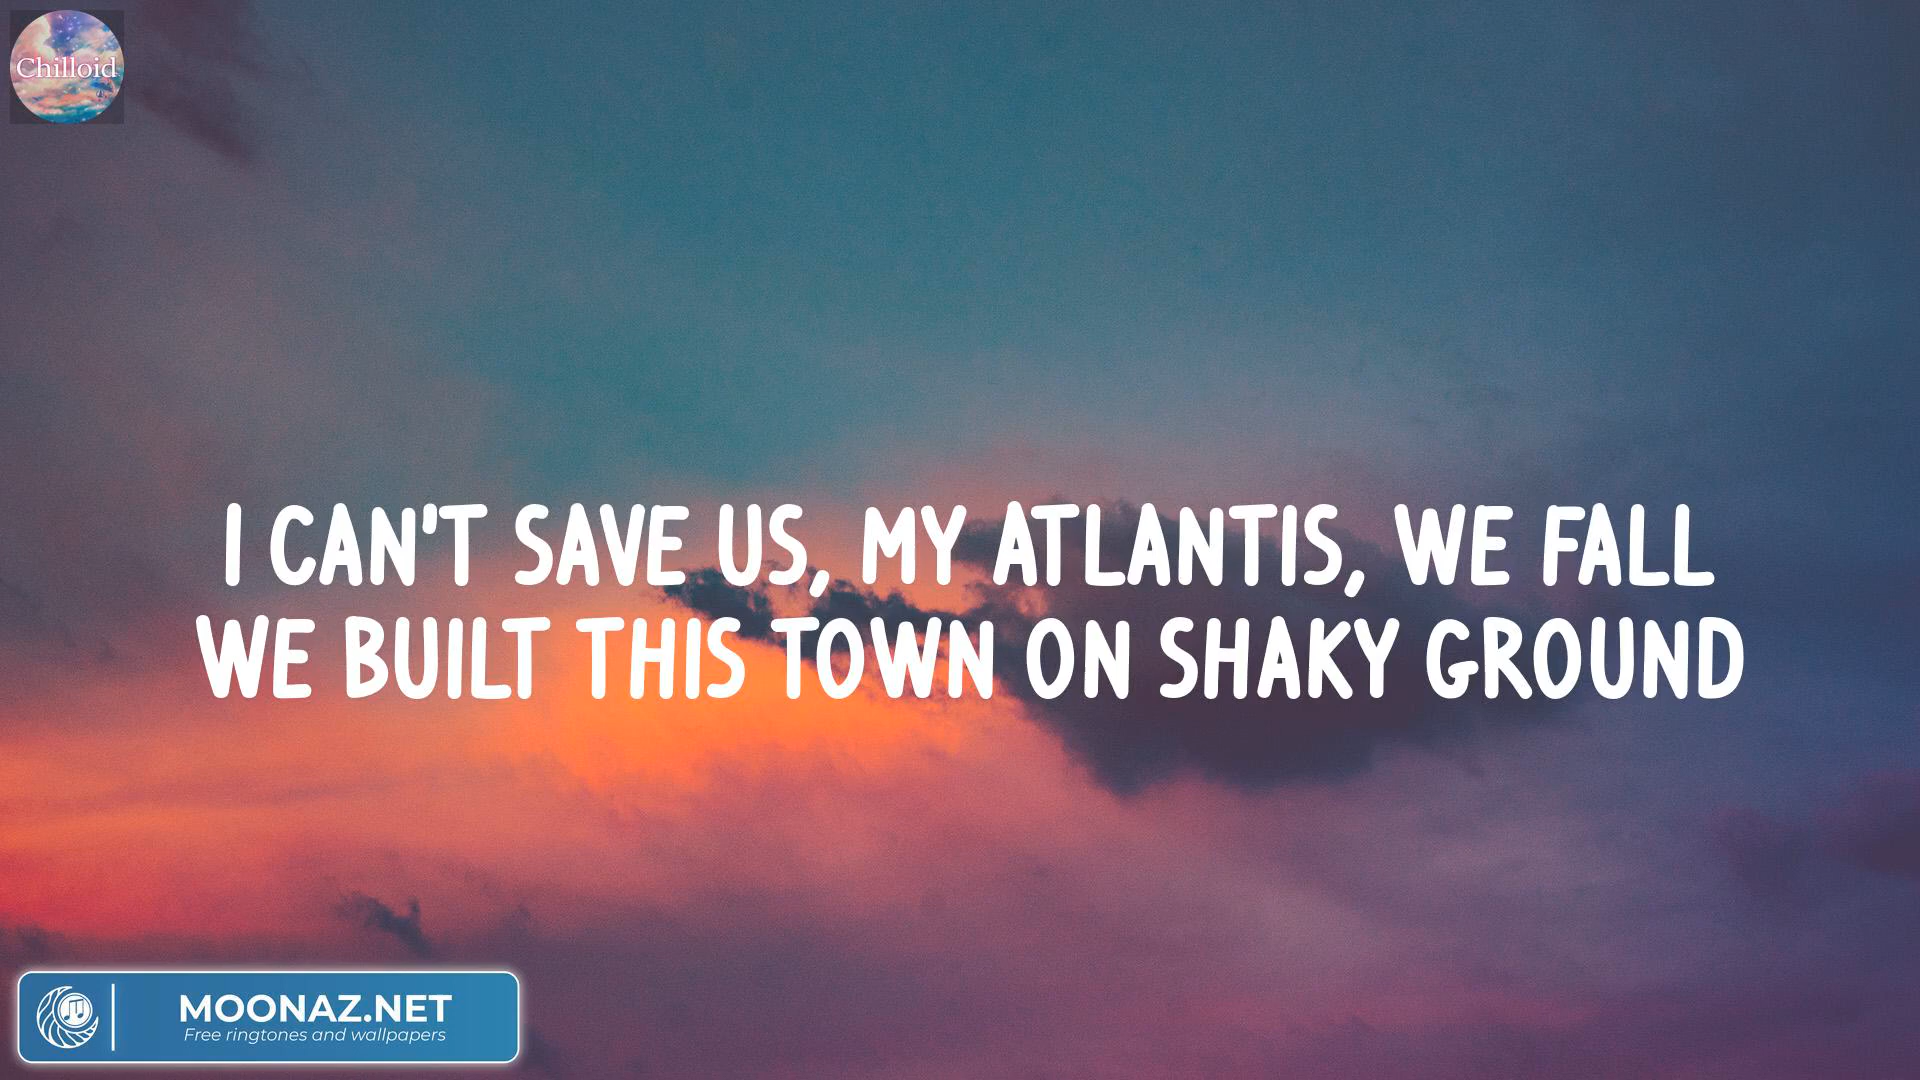 Chilloid
I CAN'T SAVE US, MY ATLANTIS, WE FALL
WE BUILT THIS TOWN ON SHAKY GROUND
MOONAZ.NET
Free ringtones and wallpapers